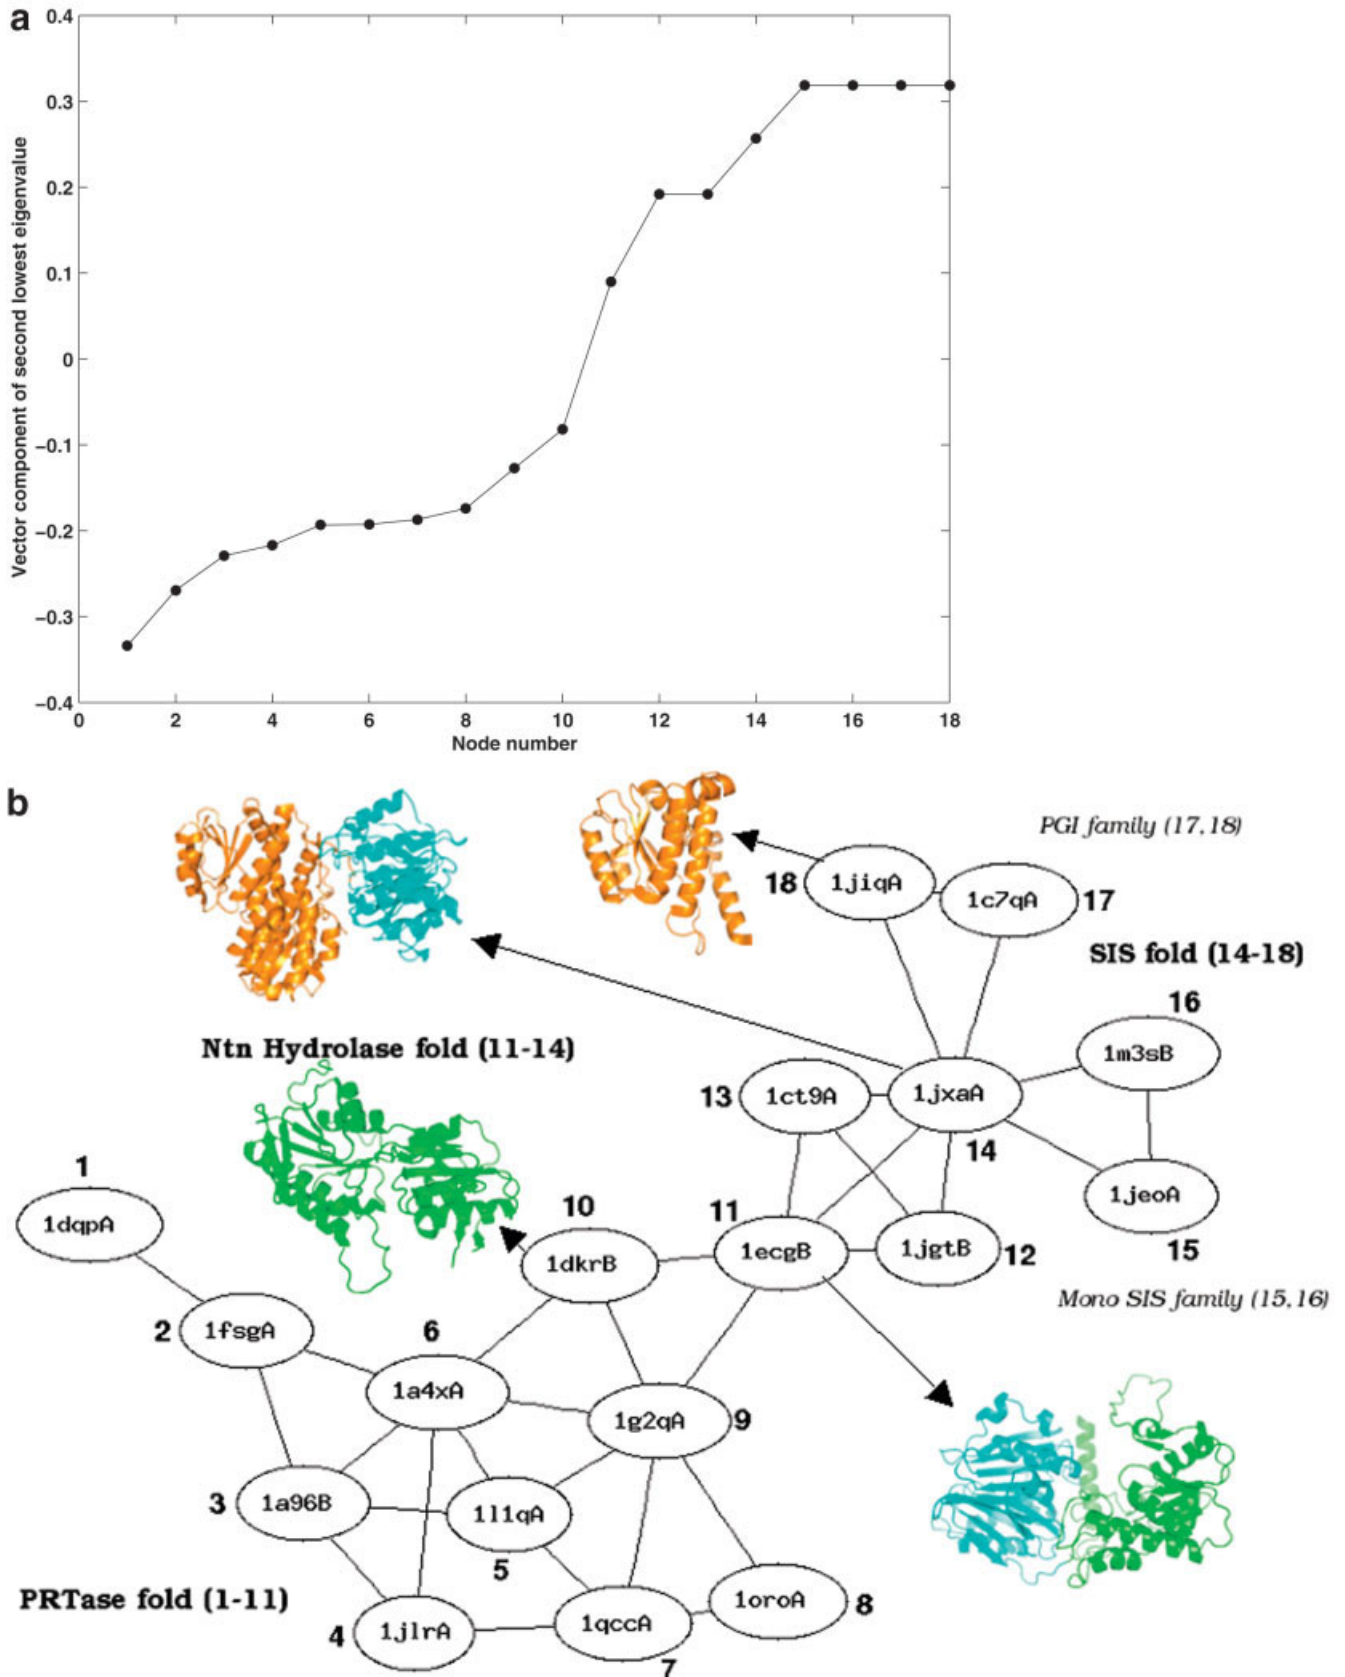 a
0.4
0.3
0.2
0.1
0
−0.1
−0.2
−0.3
−0.4
Vector component of second lowest eigenvalue
0 2 4 6 8 10 12 14 16 18
Node number
b
PGI family (17,18)
18 1jiqA
1c7qA 17
SIS fold (14-18)
16
1m3sB
Ntn Hydrolase fold (11-14)
13 1ct9A
1jxaA
14
1jeoA
15
Mono SIS family (15,16)
1
1dqpA
10
1dkrB
11
1ecgB
1jgtB 12
2 1fsgA
6
1a4xA
1g2qA 9
3 1a96B
1l1qA
5
PRTase fold (1-11)
4 1jlrA
1qccA
7
1oroA 8